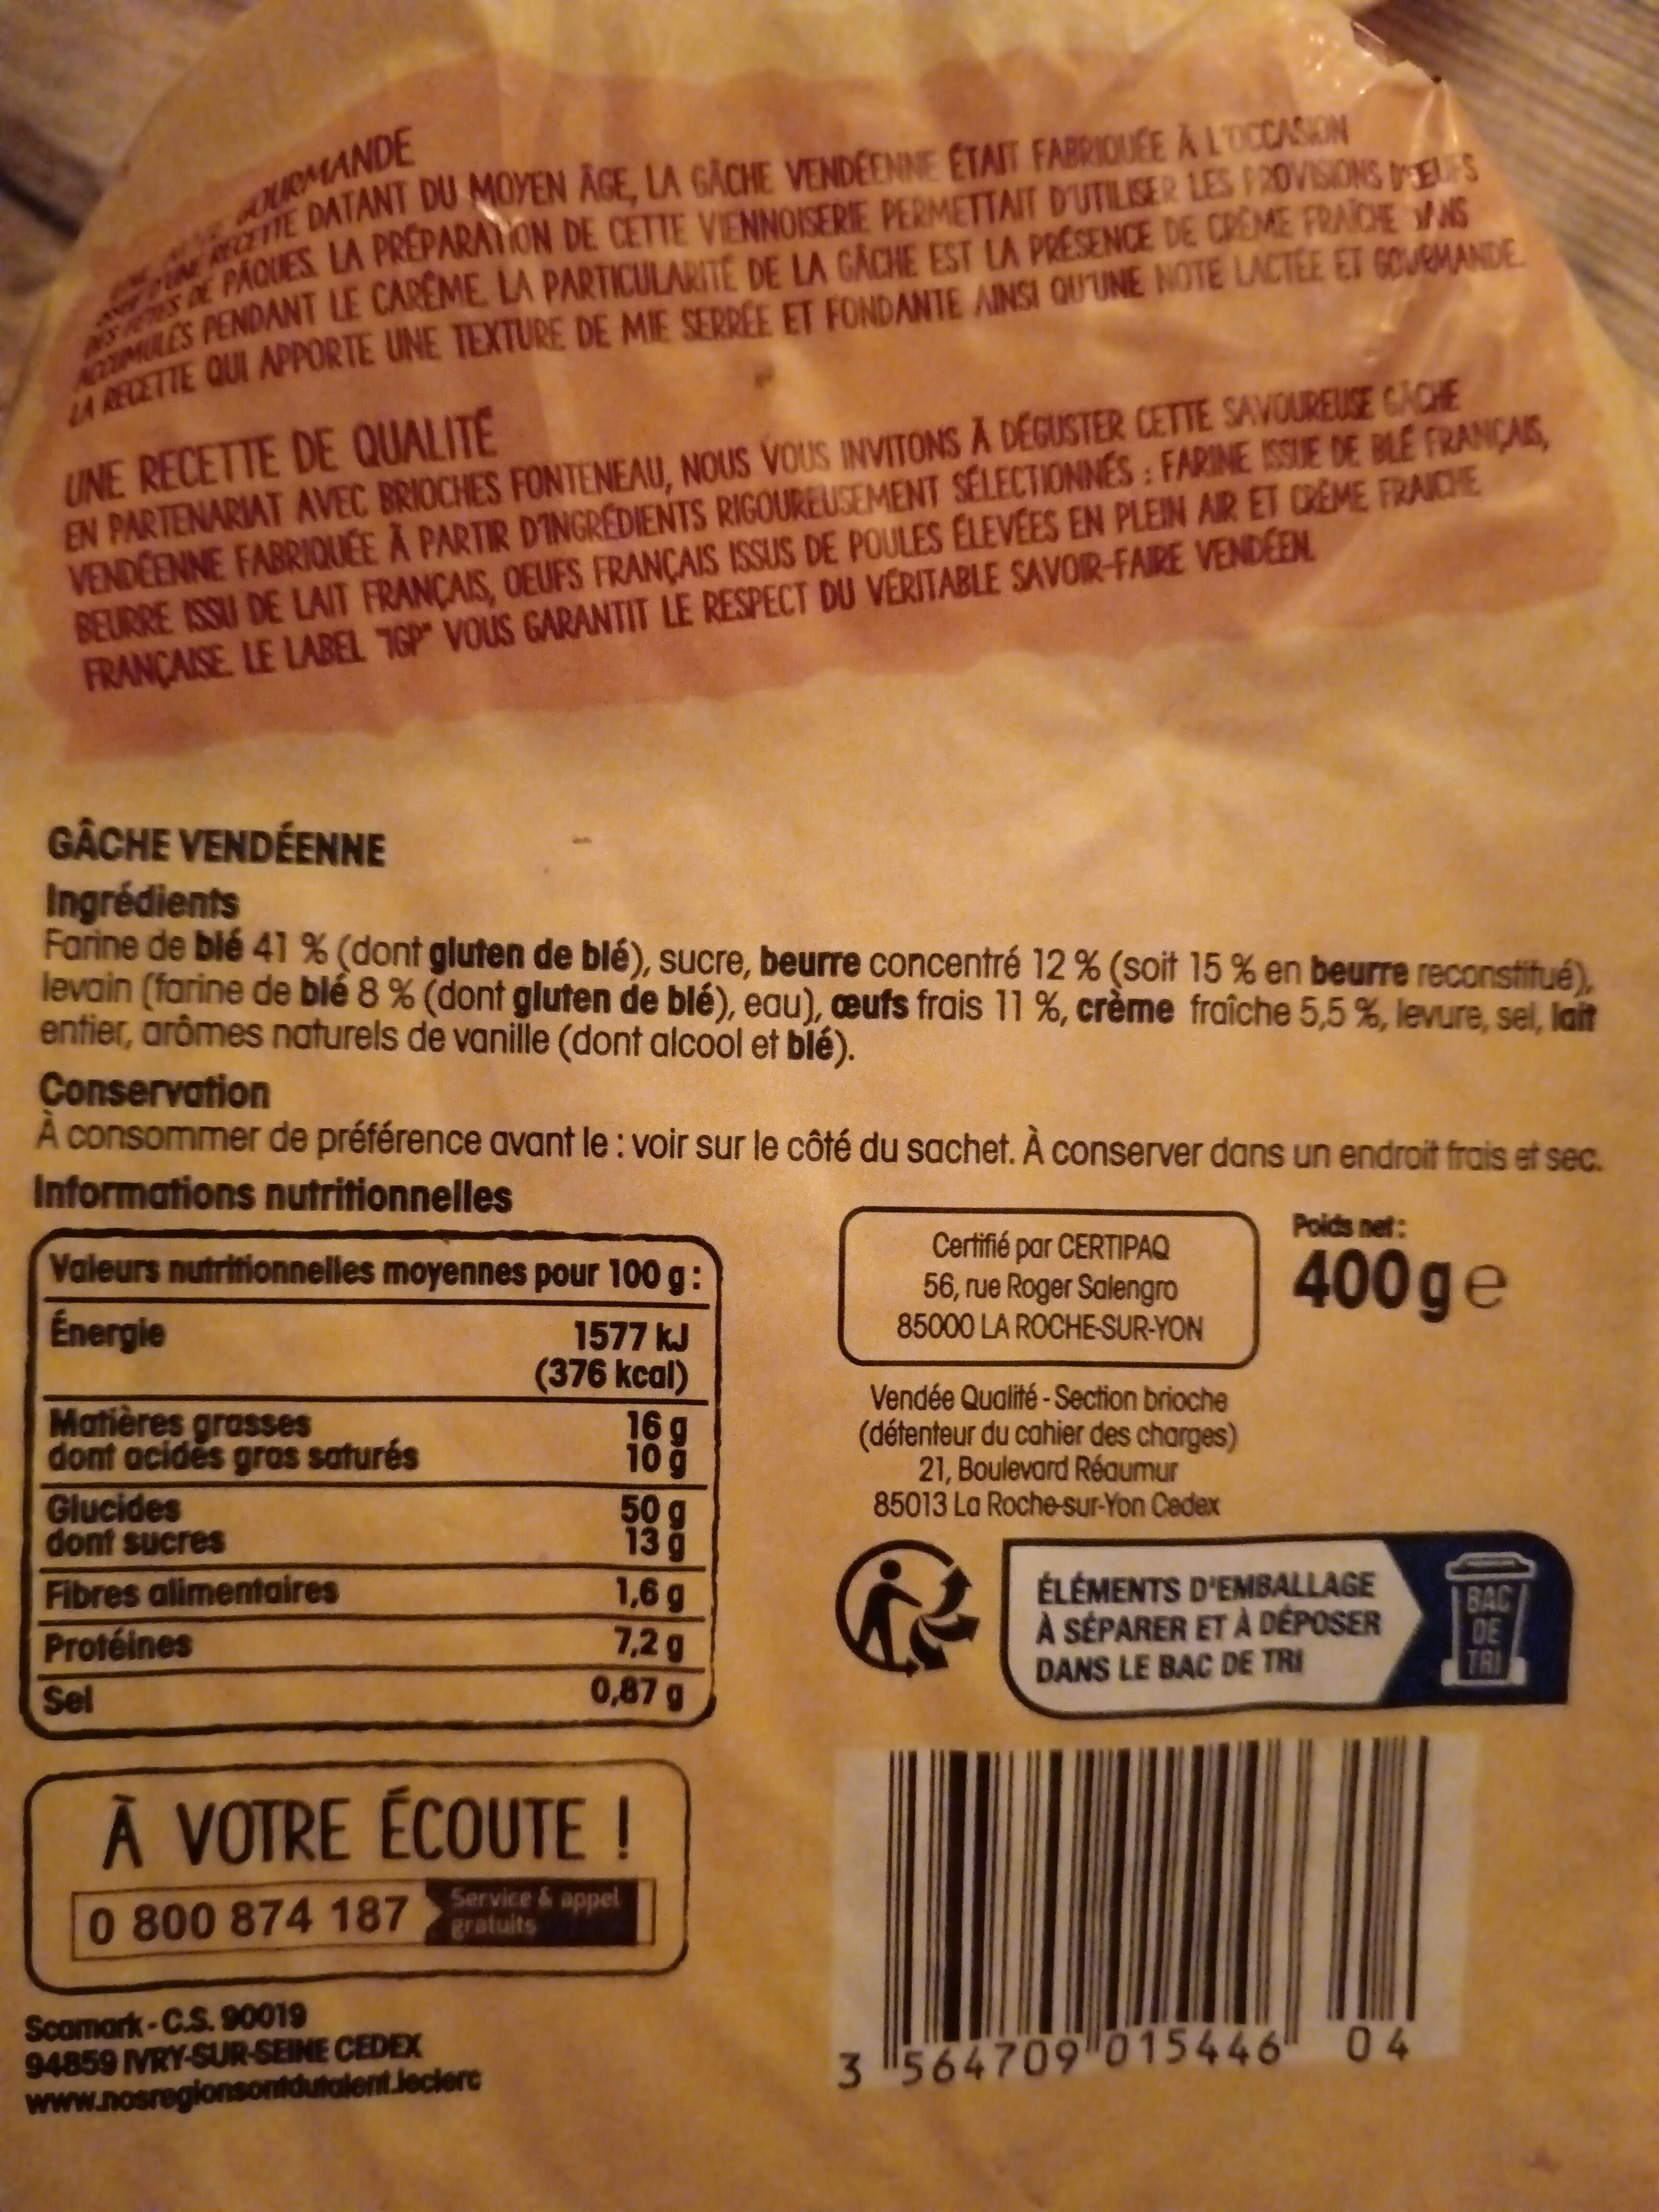 GOURMANDE
ISSUE D'UNE RECETTE DATANT DU MOYEN ÂGE, LA GÂCHE VENDÉENNE ÉTAIT FABRIQUÉE À L'OCCASION
DES FÊTES DE PÂQUES. LA PRÉPARATION DE CETTE VIENNOISERIE PERMETTAIT D'UTILISER LES PROVISIONS D'ŒUFS
ACCUMULÉS PENDANT LE CARÊME. LA PARTICULARITÉ DE LA GÂCHE EST LA PRÉSENCE DE CRÈME FRAÎCHE DANS
LA RECETTE QUI APPORTE UNE TEXTURE DE MIE SERRÉE ET FONDANTE AINSI QU'UNE NOTE LACTÉE ET GOURMANDE.
UNE RECETTE DE QUALITÉ
EN PARTENARIAT AVEC BRIOCHES FONTENEAU, NOUS VOUS INVITONS À DÉGUSTER CETTE SAVOUREUSE GÂCHE
VENDÉENNE FABRIQUÉE À PARTIR D'INGRÉDIENTS RIGOUREUSEMENT SÉLECTIONNÉS : FARINE ISSUE DE BLÉ FRANÇAIS,
BEURRE ISSU DE LAIT FRANÇAIS, OEUFS FRANÇAIS ISSUS DE POULES ÉLEVÉES EN PLEIN AIR ET CRÈME FRAICHE
FRANÇAISE. LE LABEL "IGP" VOUS GARANTIT LE RESPECT DU VÉRITABLE SAVOIR-FAIRE VENDÉEN.
GÂCHE VENDÉENNE
Ingrédients
Farine de blé 41 % (dont gluten de blé), sucre, beurre concentré 12 % (soit 15 % en beurre reconstitué),
levain (farine de blé 8 % (dont gluten de blé), eau), œufs frais 11 %, crème fraîche 5,5 %, levure, sel, lait
entier, arômes naturels de vanille (dont alcool et blé).
Conservation
À consommer de préférence avant le : voir sur le côté du sachet. À conserver dans un endroit frais et sec.
Informations nutritionnelles
Valeurs nutritionnelles moyennes pour 100 g :
Énergie 1577 kJ
(376 kcal)
Matières grasses 16 g
dont acides gras saturés 10 g
Glucides 50 g
dont sucres 13 g
Fibres alimentaires 1,6 g
Protéines 7,2 g
Sel 0,87 g
Certifié par CERTIPAQ
56, rue Roger Salengro
85000 LA ROCHE-SUR-YON
Poids net :
400g e
Vendée Qualité - Section brioche
(détenteur du cahier des charges)
21, Boulevard Réaumur
85013 La Roche-sur-Yon Cedex
ÉLÉMENTS D'EMBALLAGE
À SÉPARER ET À DÉPOSER
DANS LE BAC DE TRI
BAC
DE
TRI
À VOTRE ÉCOUTE !
0 800 874 187
Service & appel
gratuits
Scamark - C.S. 90019
94859 IVRY-SUR-SEINE CEDEX
www.nosregionsontdutalent.leclerc
3 564709 015446 04